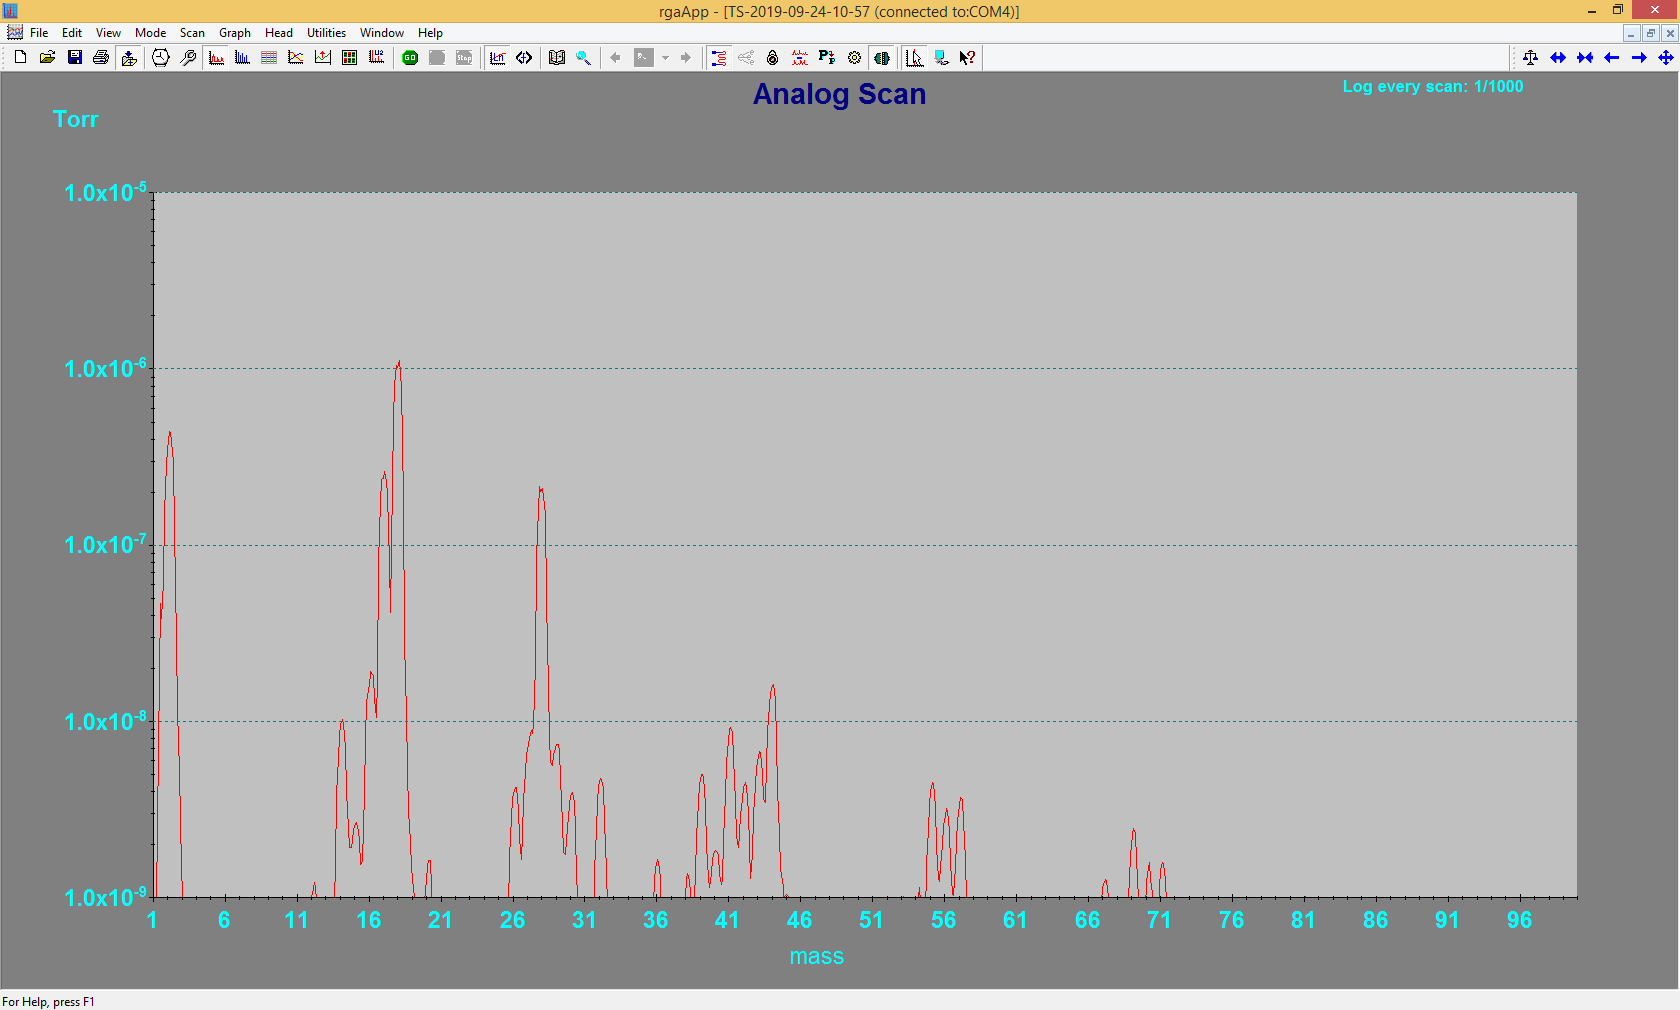 rgaApp - [TS-2019-09-24-10-57 (connected to:COM4)]
File Edit View Mode Scan Graph Head Utilities Window Help
GO Stop
Analog Scan
Log every scan: 1/1000
Torr
1.0x10⁻⁵
1.0x10⁻⁶
1.0x10⁻⁷
1.0x10⁻⁸
1.0x10⁻⁹
1 6 11 16 21 26 31 36 41 46 51 56 61 66 71 76 81 86 91 96
mass
For Help, press F1